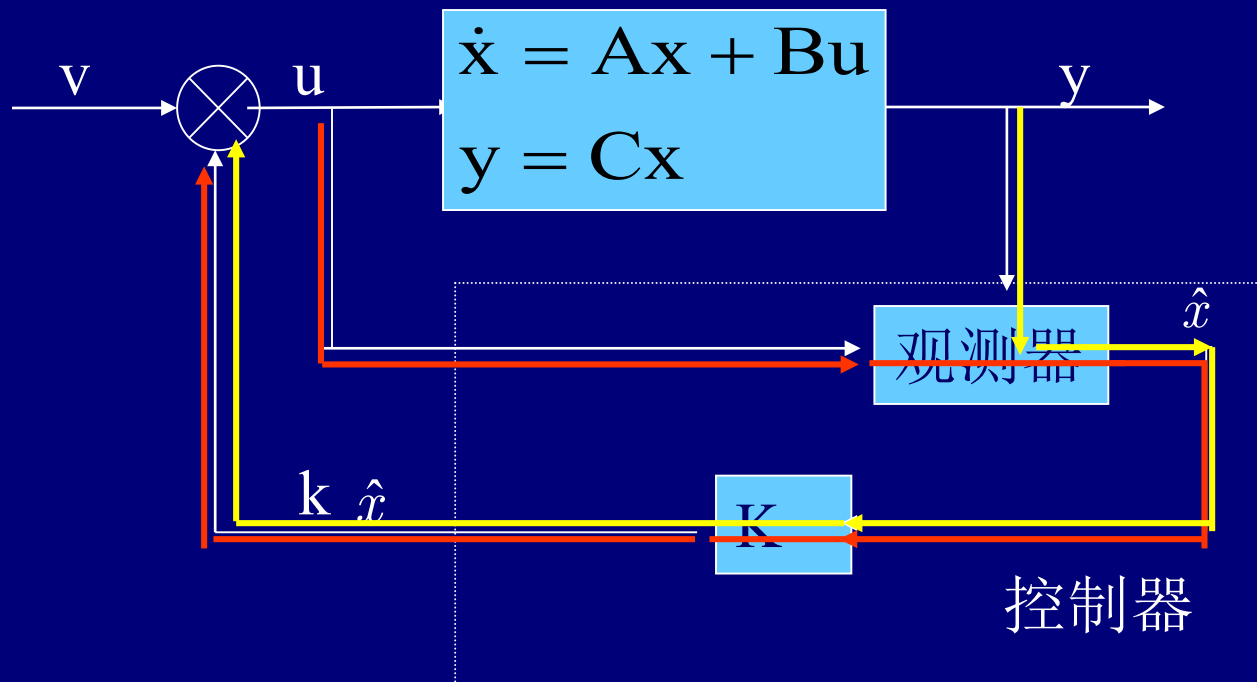 v
u
ẋ = Ax + Bu
y = Cx
y
x̂
观测器
k x̂
K
控制器